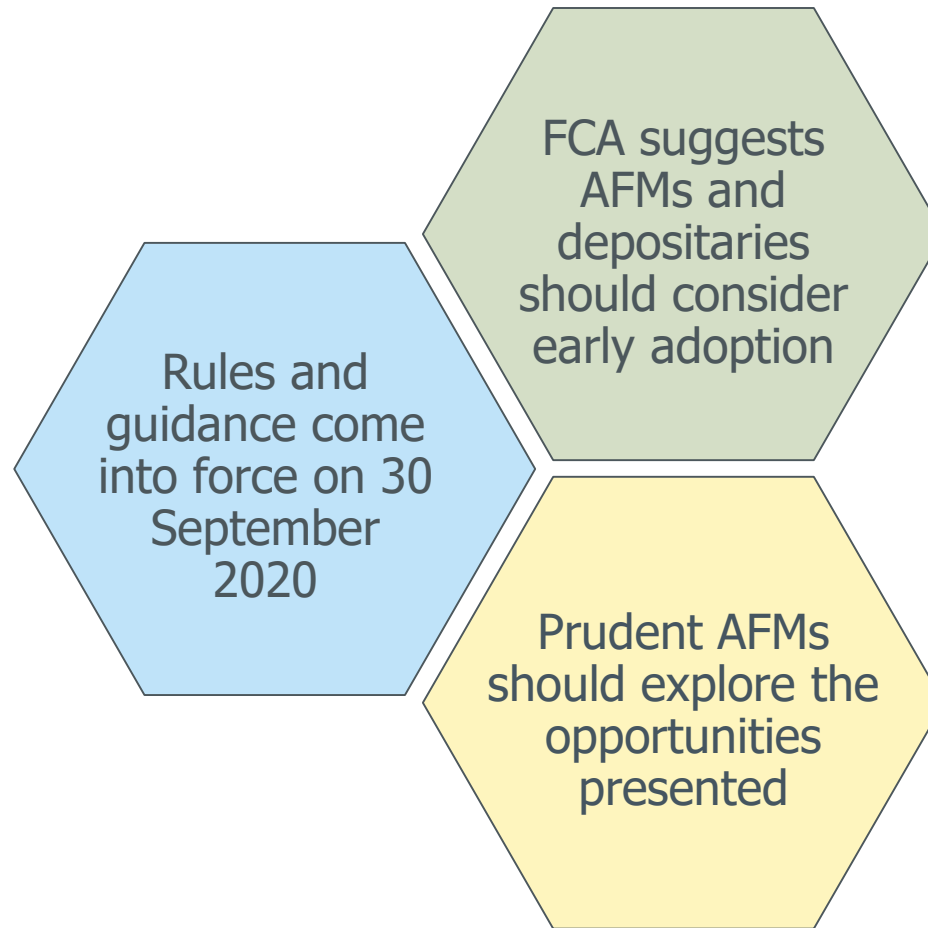 FCA suggests
AFMs and
depositaries
should consider
early adoption
Rules and
guidance come
into force on 30
September
2020
Prudent AFMs
should explore the
opportunities
presented